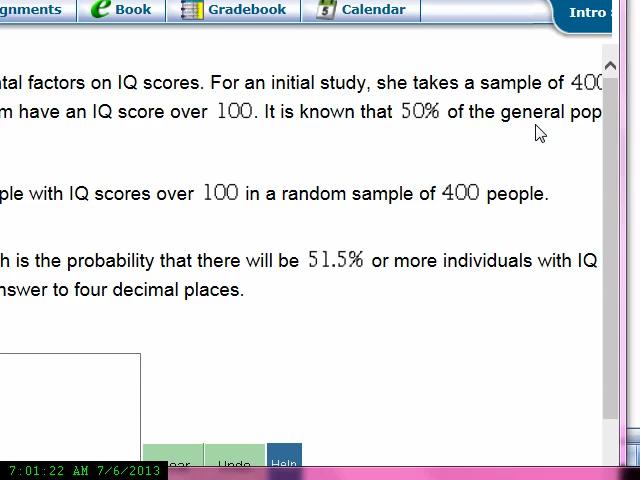 gnments Book Gradebook Calendar Intro
tal factors on IQ scores. For an initial study, she takes a sample of 400
m have an IQ score over 100. It is known that 50% of the general pop
ple with IQ scores over 100 in a random sample of 400 people.
h is the probability that there will be 51.5% or more individuals with IQ
nswer to four decimal places.
ear Undo Help
7:01:22 AM 7/6/2013